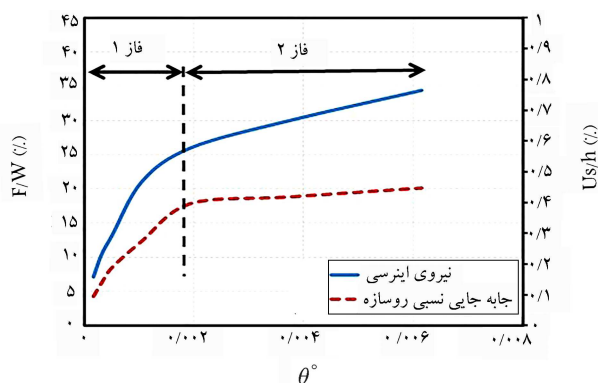 ۴۵
۴۰
۳۵
۳۰
۲۵
۲۰
۱۵
۱۰
۵
۰
F/W (٪)
فاز ۱
فاز ۲
نیروی اینرسی
جابه جایی نسبی روسازه
۱
۰/۹
۰/۸
۰/۷
۰/۶
۰/۵
۰/۴
۰/۳
۰/۲
۰/۱
۰
Us/h (٪)
۰ ۰/۰۰۲ ۰/۰۰۴ ۰/۰۰۶ ۰/۰۰۸
θ°